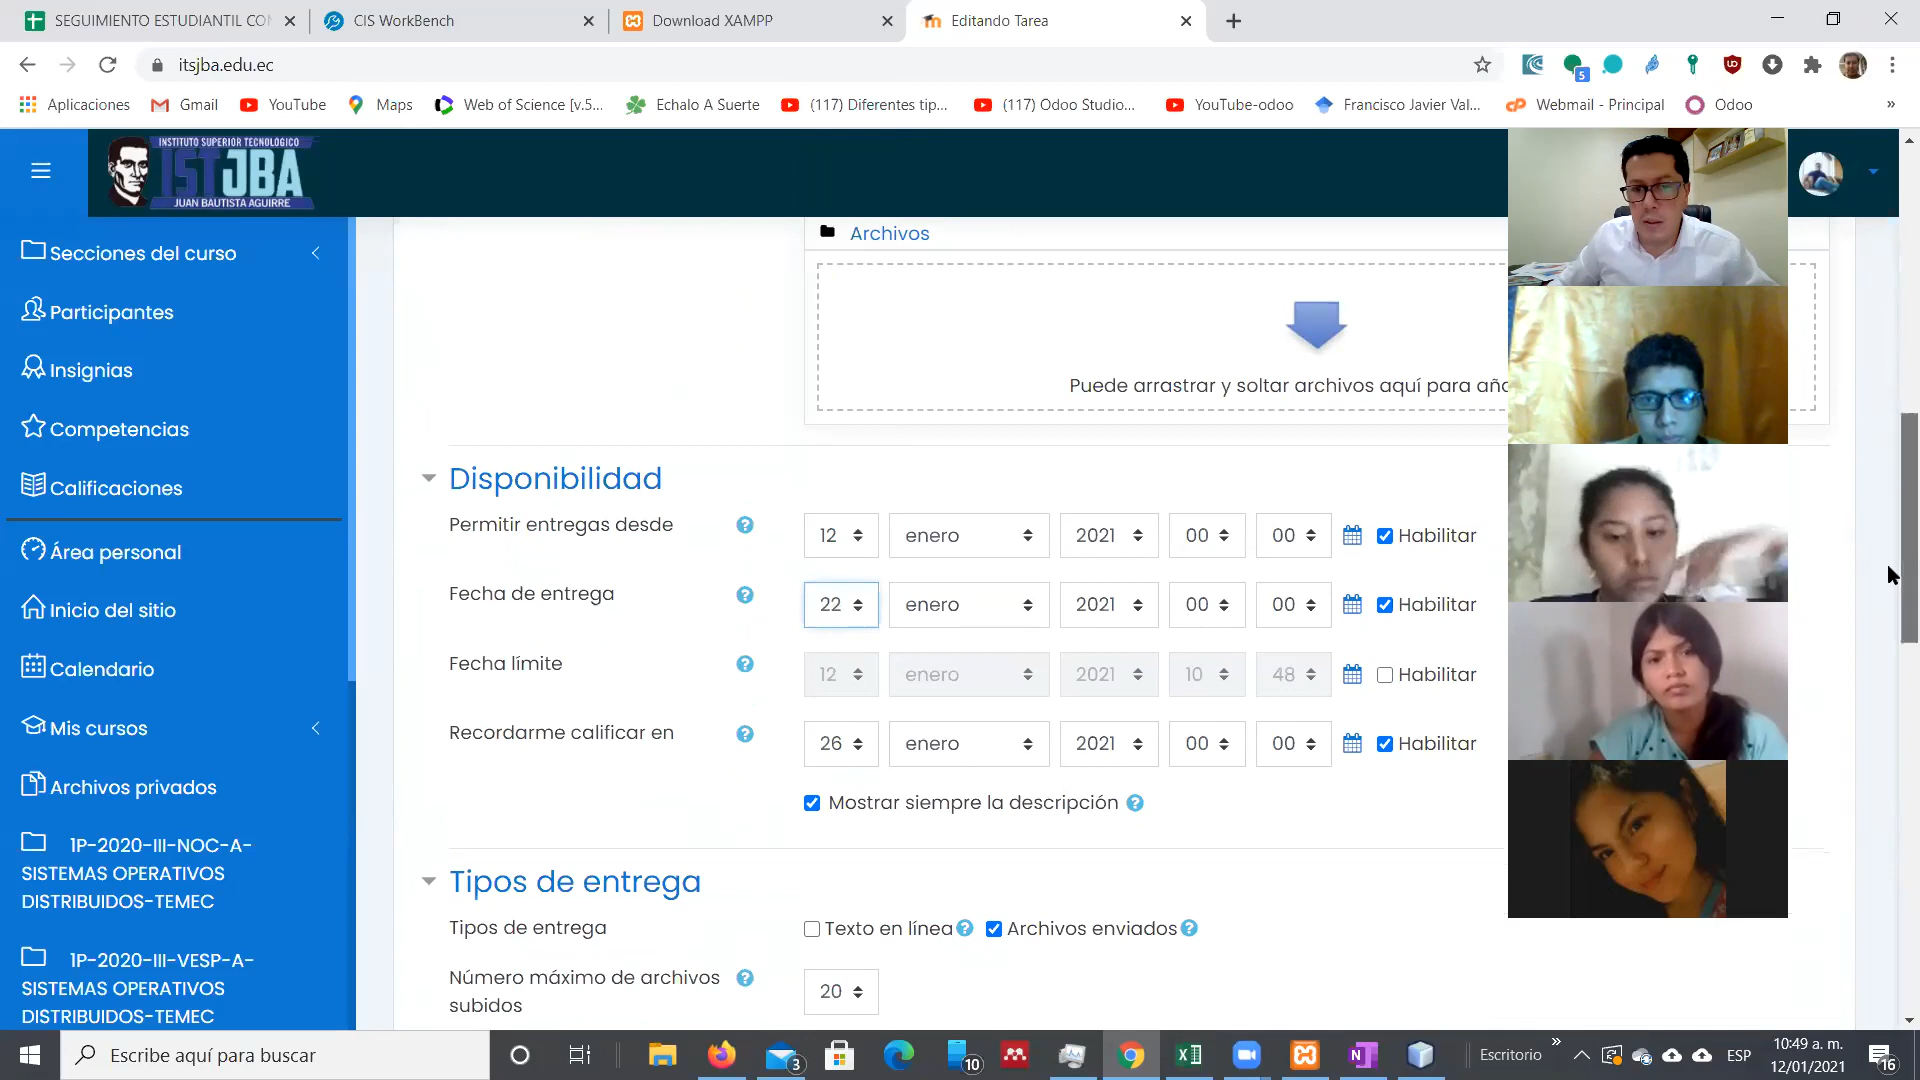 SEGUIMIENTO ESTUDIANTIL CON
CIS WorkBench
Download XAMPP
Editando Tarea
itsjba.edu.ec
5
Aplicaciones
Gmail
YouTube
Maps
Web of Science [v.5...
Echalo A Suerte
(117) Diferentes tip...
(117) Odoo Studio...
YouTube-odoo
Francisco Javier Val...
Webmail - Principal
Odoo
»
INSTITUTO SUPERIOR TECNOLÓGICO
ISTJBA
JUAN BAUTISTA AGUIRRE
Secciones del curso
Participantes
Insignias
Competencias
Calificaciones
Área personal
Inicio del sitio
Calendario
Mis cursos
Archivos privados
1P-2020-III-NOC-A-
SISTEMAS OPERATIVOS
DISTRIBUIDOS-TEMEC
1P-2020-III-VESP-A-
SISTEMAS OPERATIVOS
DISTRIBUIDOS-TEMEC
Archivos
Puede arrastrar y soltar archivos aquí para
Disponibilidad
Permitir entregas desde ? 12 enero 2021 00 00 Habilitar
Fecha de entrega ? 22 enero 2021 00 00 Habilitar
Fecha límite ? 12 enero 2021 10 48 Habilitar
Recordarme calificar en ? 26 enero 2021 00 00 Habilitar
Mostrar siempre la descripción ?
Tipos de entrega
Tipos de entrega Texto en línea ? Archivos enviados ?
Número máximo de archivos ? 20
subidos
Escribe aquí para buscar
3
10
Escritorio
»
ESP
10:49 a. m.
12/01/2021
16